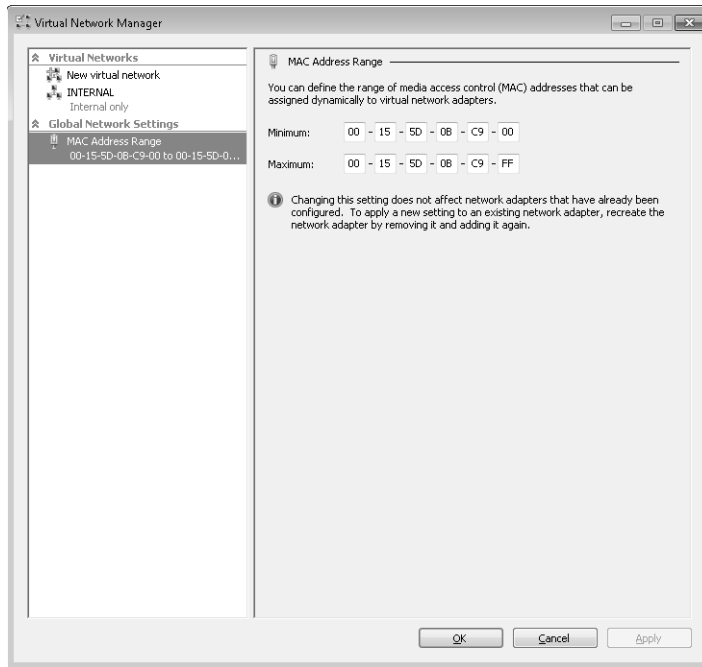 Virtual Network Manager
Virtual Networks
New virtual network
INTERNAL
Internal only
Global Network Settings
MAC Address Range
00-15-5D-0B-C9-00 to 00-15-5D-0...
MAC Address Range
You can define the range of media access control (MAC) addresses that can be
assigned dynamically to virtual network adapters.
Minimum: 00 - 15 - 5D - 0B - C9 - 00
Maximum: 00 - 15 - 5D - 0B - C9 - FF
Changing this setting does not affect network adapters that have already been
configured. To apply a new setting to an existing network adapter, recreate the
network adapter by removing it and adding it again.
OK Cancel Apply